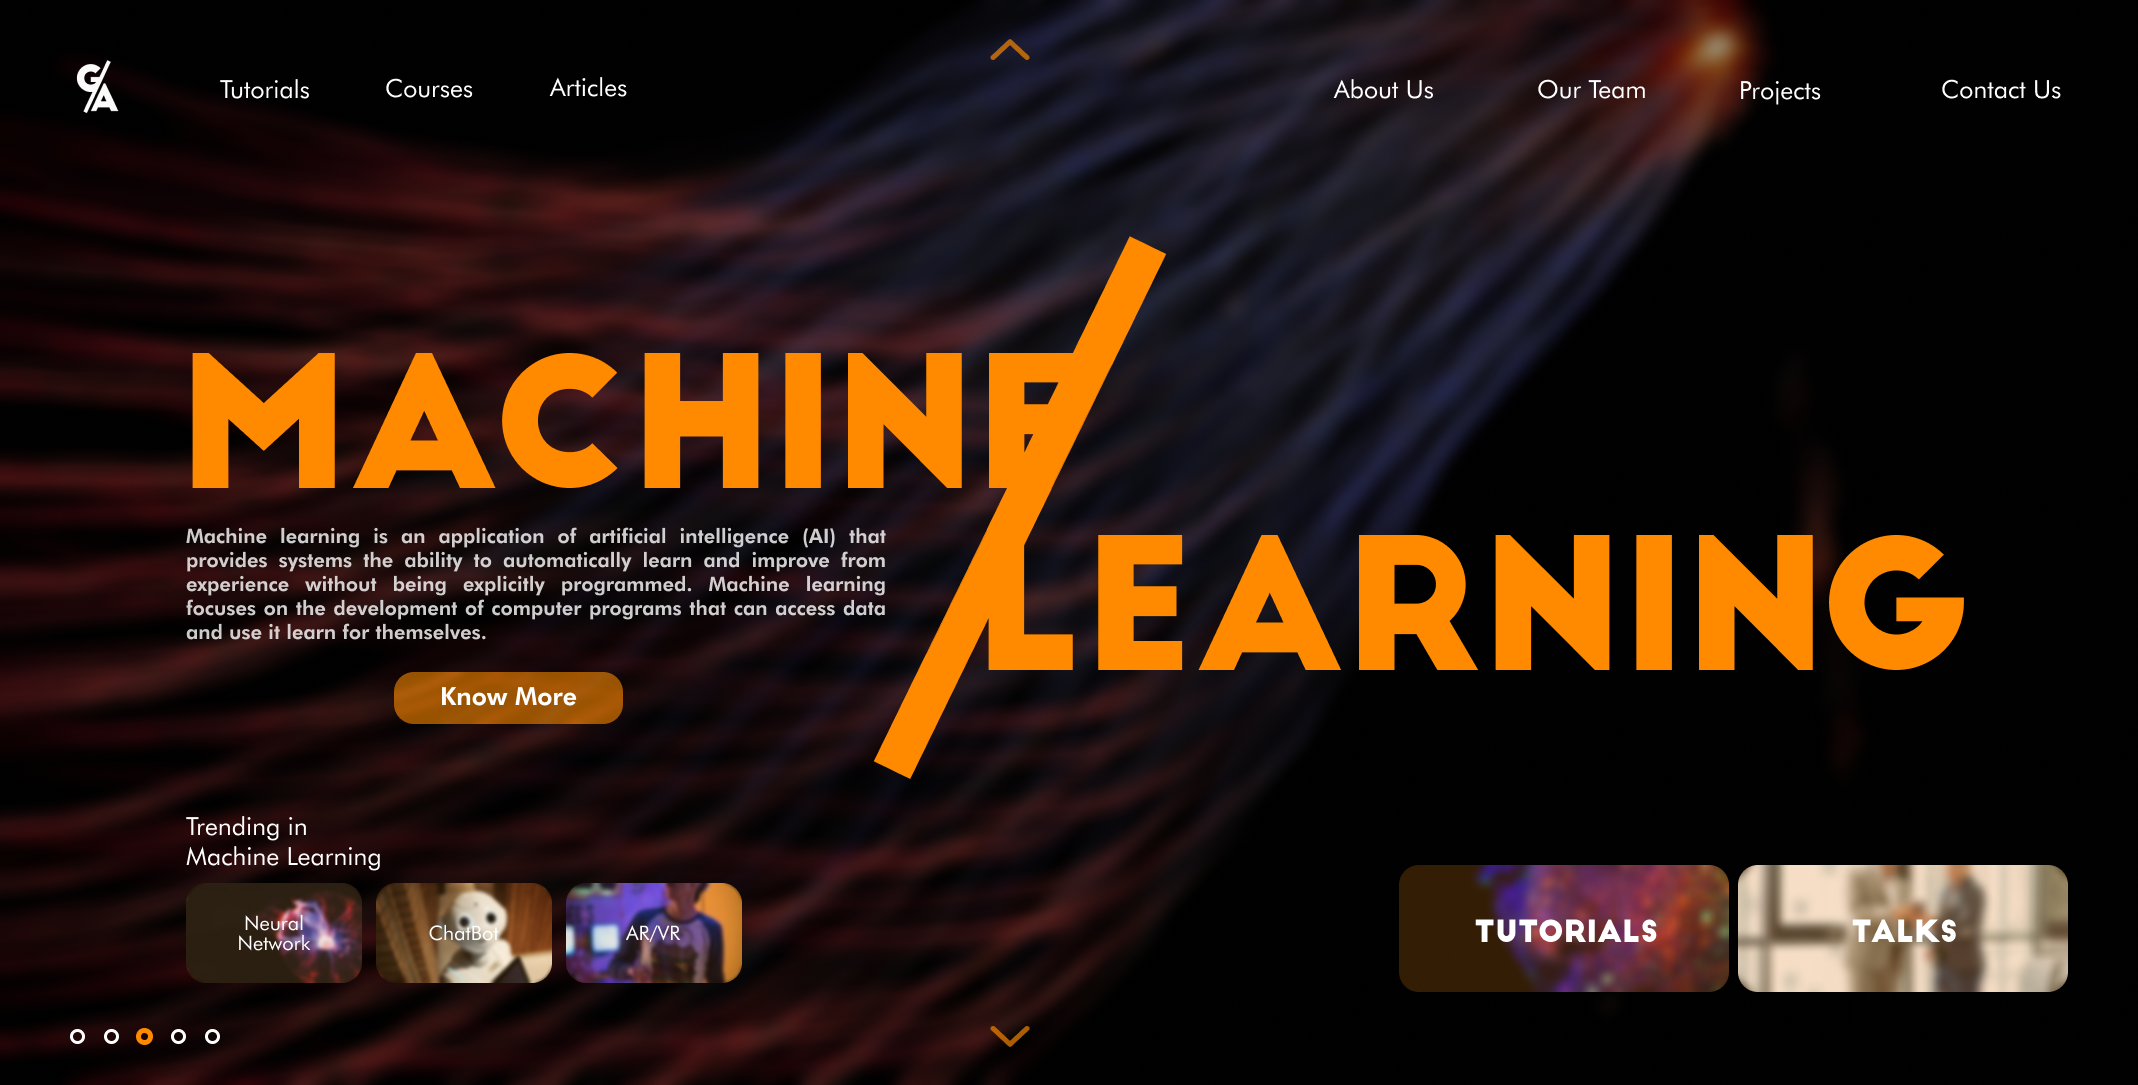 G/A
Tutorials
Courses
Articles
About Us
Our Team
Projects
Contact Us
MACHINE
LEARNING
Machine learning is an application of artificial intelligence (AI) that
provides systems the ability to automatically learn and improve from
experience without being explicitly programmed. Machine learning
focuses on the development of computer programs that can access data
and use it learn for themselves.
Know More
Trending in
Machine Learning
Neural
Network
ChatBot
AR/VR
TUTORIALS
TALKS